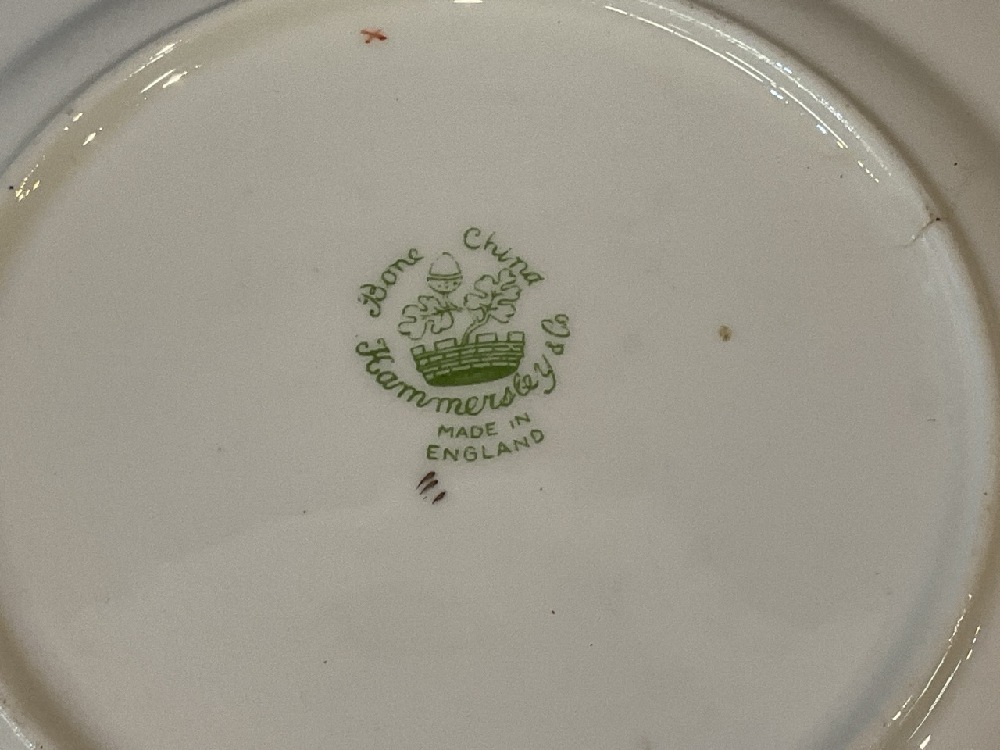 Bone China
Hammersley & Co
MADE IN
ENGLAND